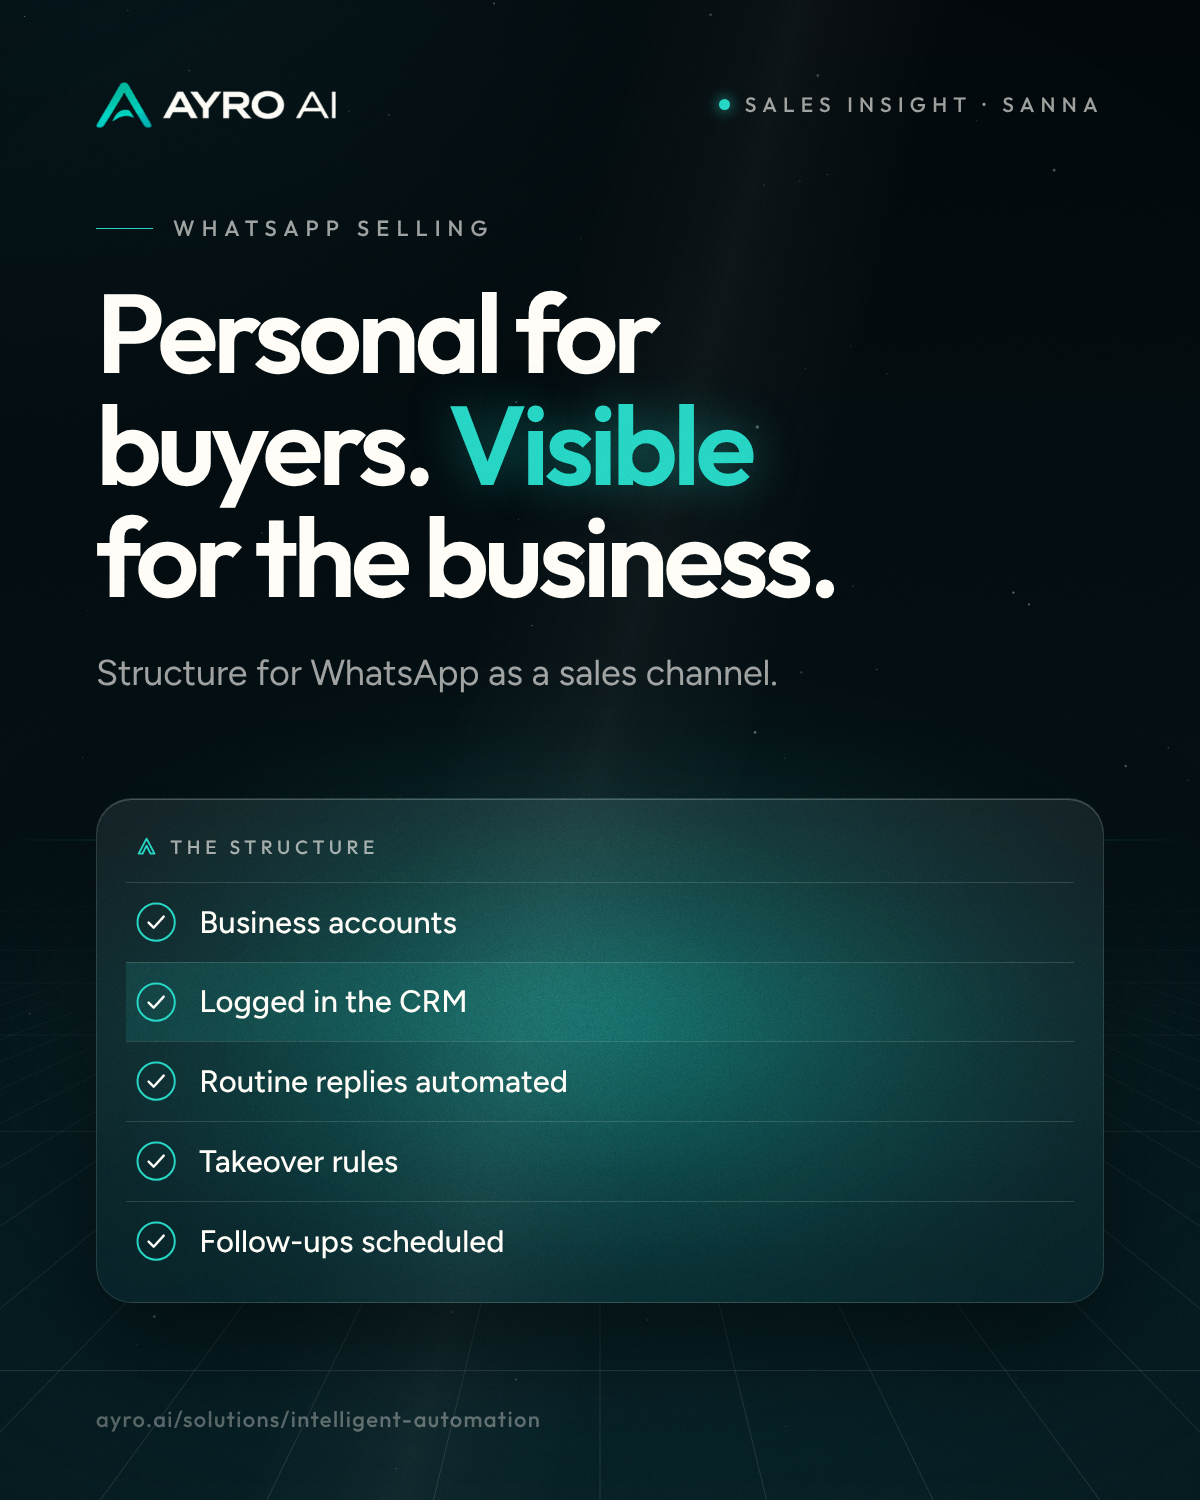 AYRO AI
SALES INSIGHT · SANNA
WHATSAPP SELLING
Personal for
buyers. Visible
for the business.
Structure for WhatsApp as a sales channel.
THE STRUCTURE
Business accounts
Logged in the CRM
Routine replies automated
Takeover rules
Follow-ups scheduled
ayro.ai/solutions/intelligent-automation